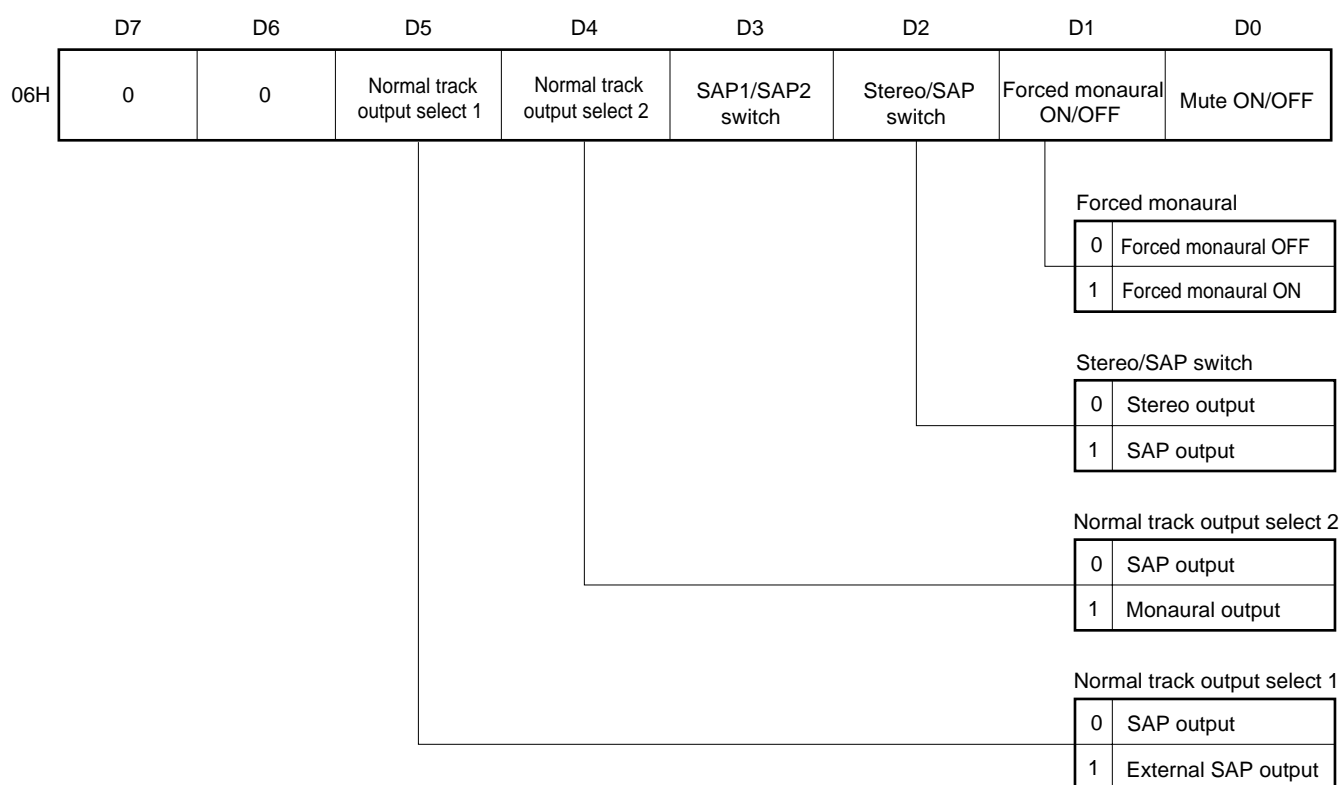 D7 D6 D5 D4 D3 D2 D1 D0
06H 0 0 Normal track output select 1 Normal track output select 2 SAP1/SAP2 switch Stereo/SAP switch Forced monaural ON/OFF Mute ON/OFF
Forced monaural
0 Forced monaural OFF
1 Forced monaural ON
Stereo/SAP switch
0 Stereo output
1 SAP output
Normal track output select 2
0 SAP output
1 Monaural output
Normal track output select 1
0 SAP output
1 External SAP output